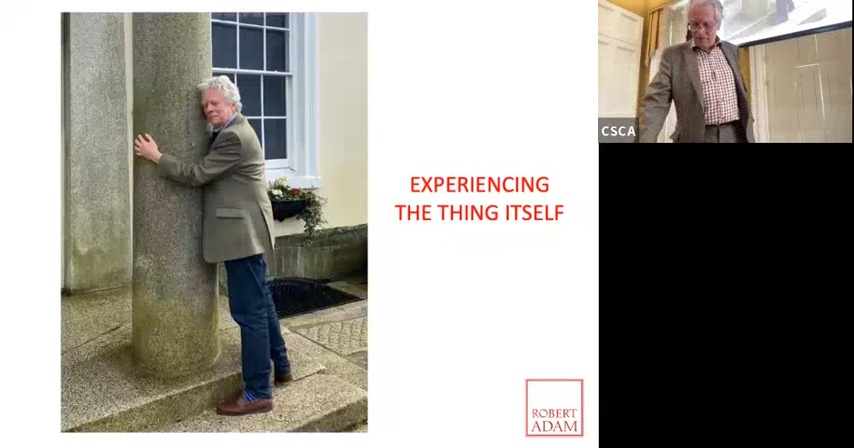 EXPERIENCING
THE THING ITSELF
CSCA
ROBERT
ADAM